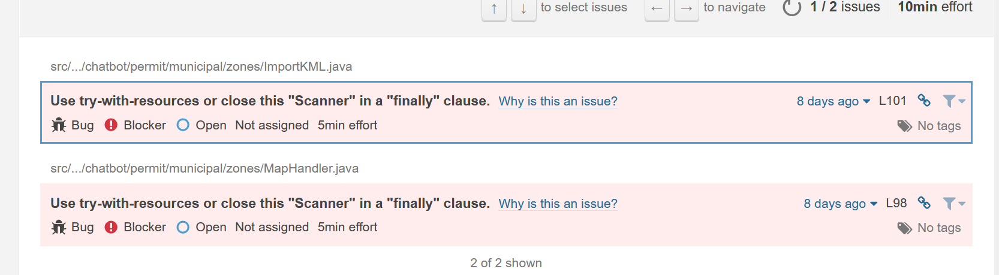 ↑ ↓ to select issues ← → to navigate 1 / 2 issues 10min effort
src/.../chatbot/permit/municipal/zones/ImportKML.java
Use try-with-resources or close this "Scanner" in a "finally" clause. Why is this an issue? 8 days ago L101
Bug Blocker Open Not assigned 5min effort No tags
src/.../chatbot/permit/municipal/zones/MapHandler.java
Use try-with-resources or close this "Scanner" in a "finally" clause. Why is this an issue? 8 days ago L98
Bug Blocker Open Not assigned 5min effort No tags
2 of 2 shown